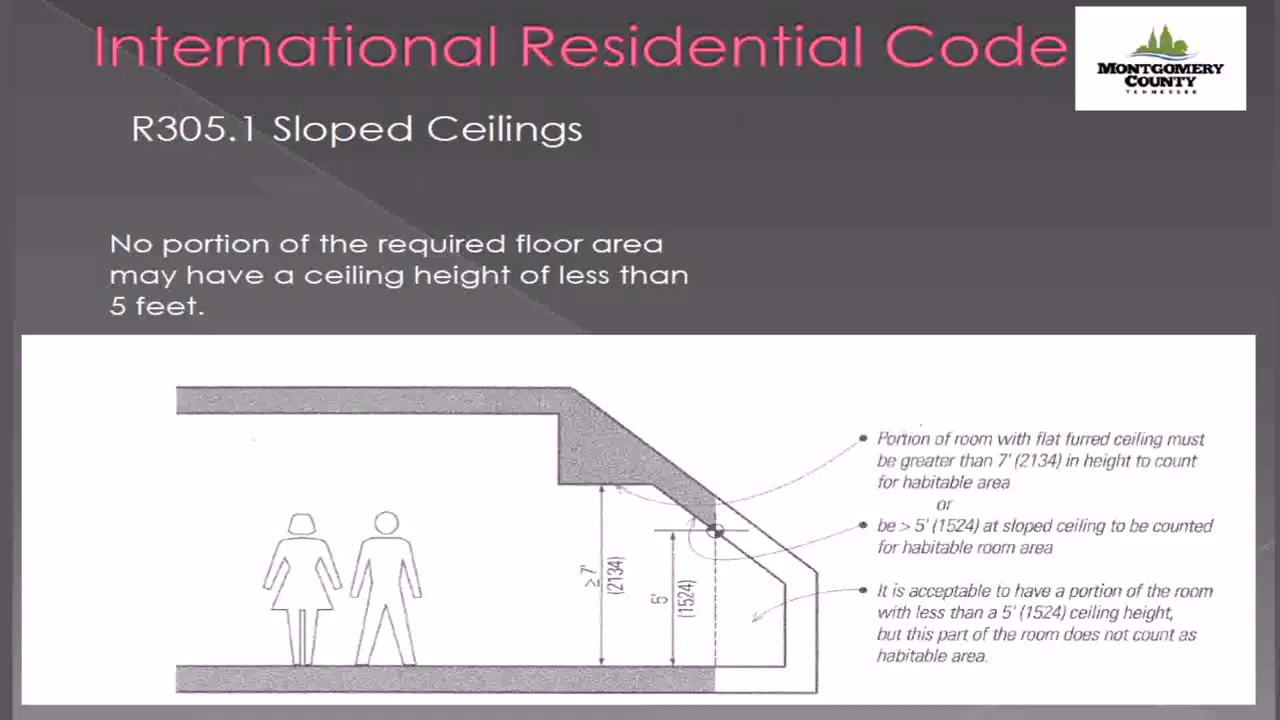 International Residential Code
MONTGOMERY
COUNTY
TENNESSEE
R305.1 Sloped Ceilings
No portion of the required floor area
may have a ceiling height of less than
5 feet.
≥ 7'
(2134)
5'
(1524)
• Portion of room with flat furred ceiling must
be greater than 7' (2134) in height to count
for habitable area
or
• be > 5' (1524) at sloped ceiling to be counted
for habitable room area
• It is acceptable to have a portion of the room
with less than a 5' (1524) ceiling height,
but this part of the room does not count as
habitable area.